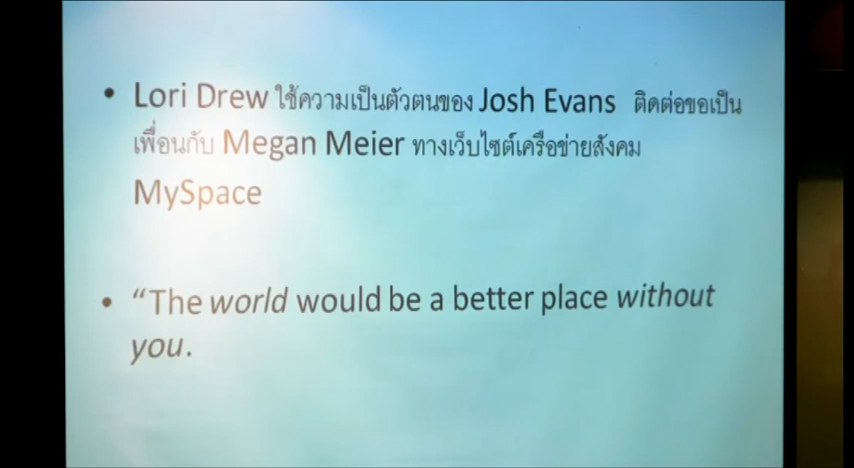 • Lori Drew ใช้ความเป็นตัวตนของ Josh Evans ติดต่อขอเป็น
เพื่อนกับ Megan Meier ทางเว็บไซต์เครือข่ายสังคม
MySpace
• “The world would be a better place without
you.